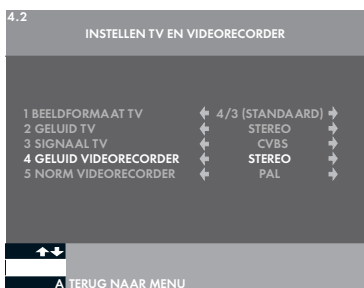 4.2
INSTELLEN TV EN VIDEORECORDER
1 BEELDFORMAAT TV 4/3 (STANDAARD)
2 GELUID TV STEREO
3 SIGNAAL TV CVBS
4 GELUID VIDEORECORDER STEREO
5 NORM VIDEORECORDER PAL
A TERUG NAAR MENU